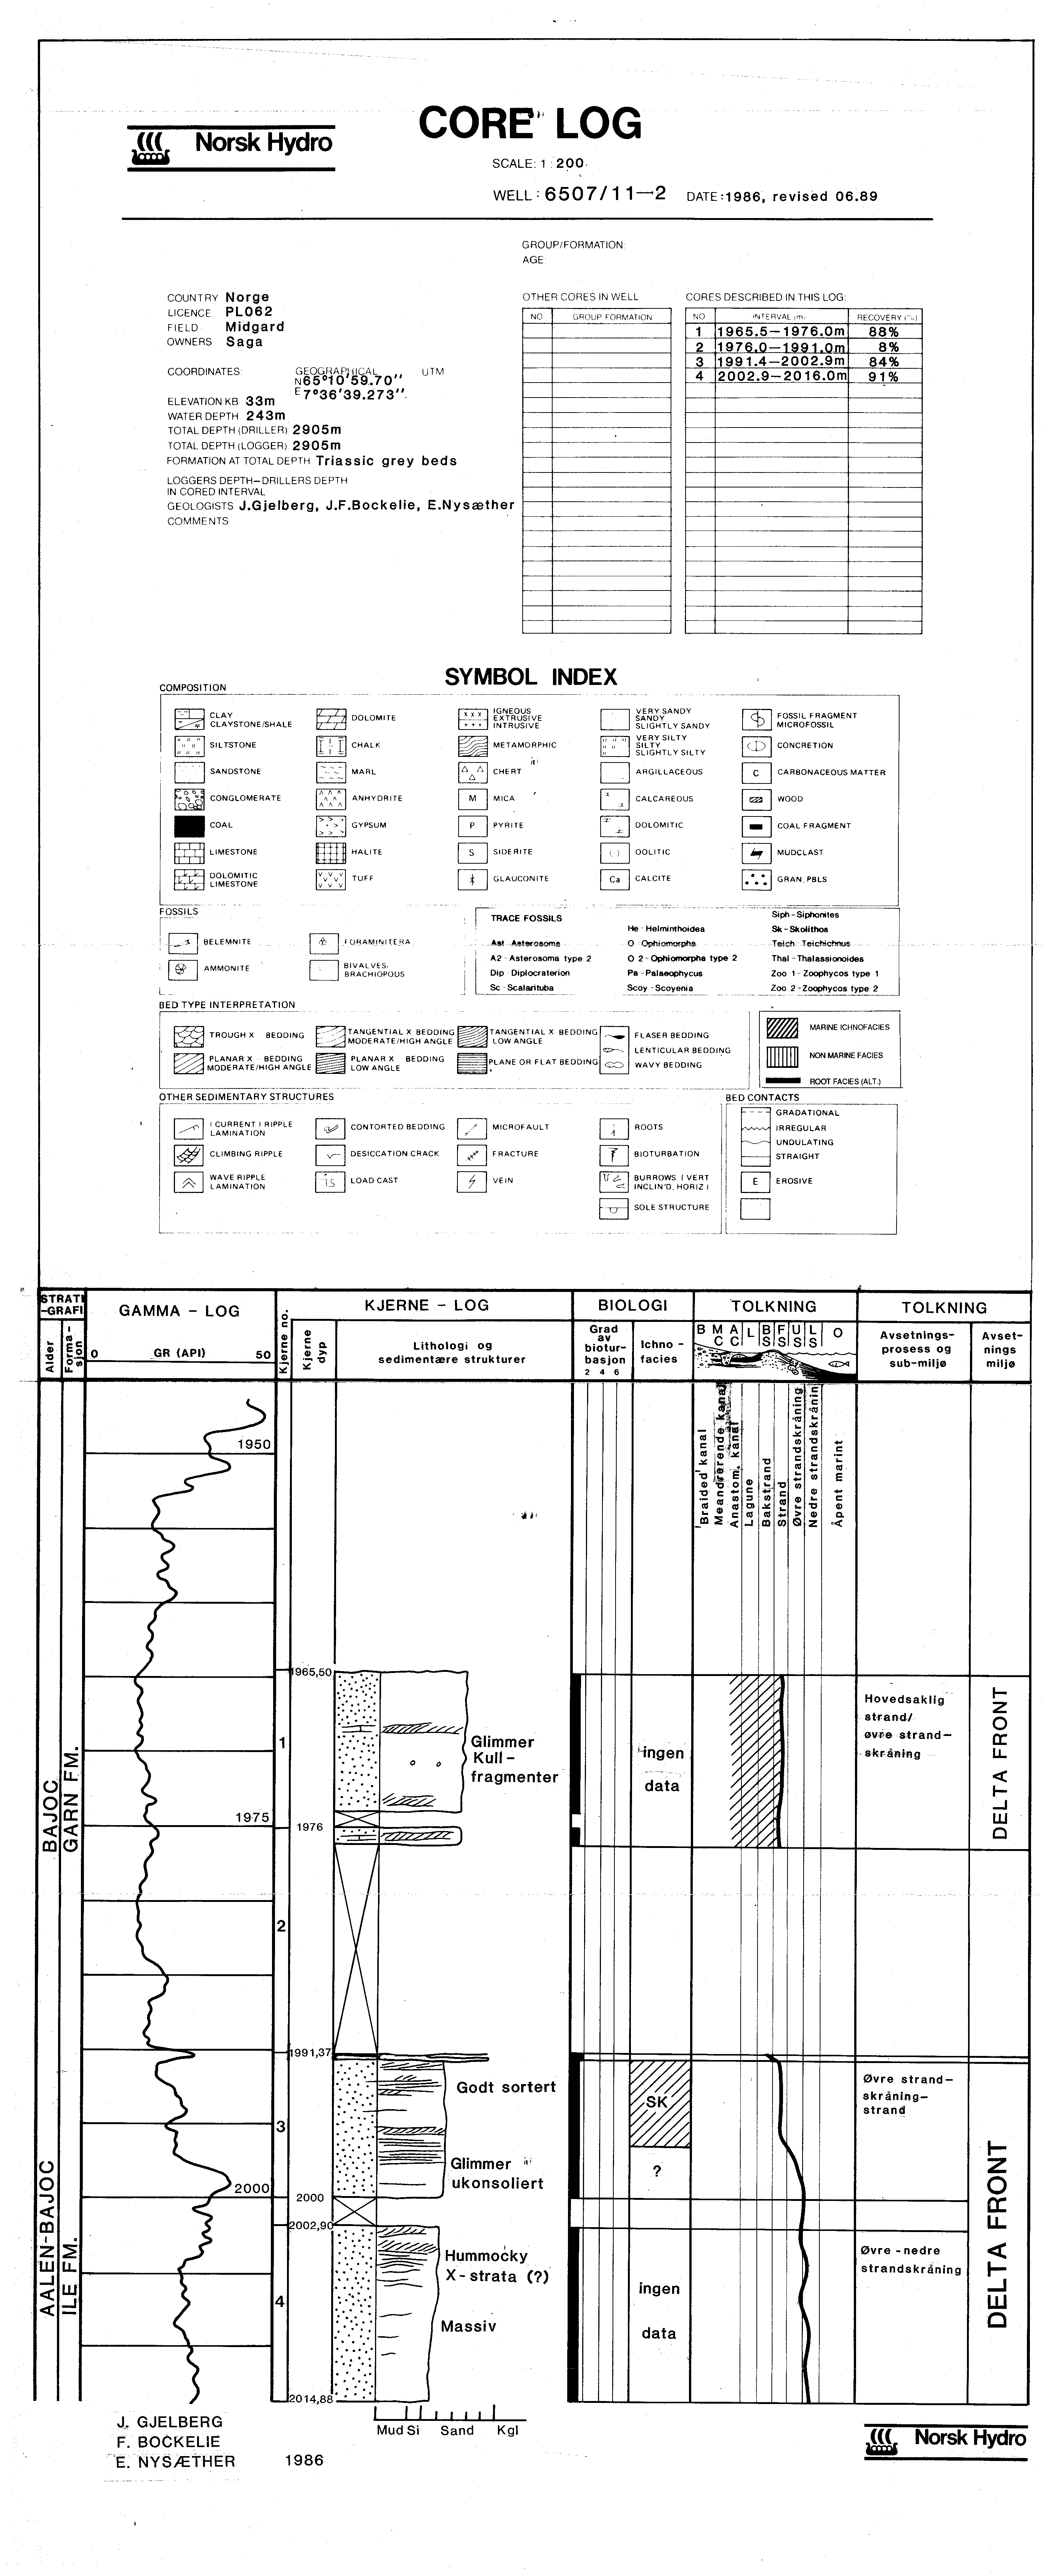 CORE LOG
Norsk Hydro
SCALE: 1 : 200
WELL : 6507/11-2 DATE : 1986, revised 06.89
GROUP/FORMATION:
AGE:
COUNTRY Norge
LICENCE PL062
FIELD Midgard
OWNERS Saga
COORDINATES: GEOGRAPHICAL UTM
N65°10'59.70''
E7°36'39.273''
ELEVATION KB 33m
WATER DEPTH 243m
TOTAL DEPTH (DRILLER) 2905m
TOTAL DEPTH (LOGGER) 2905m
FORMATION AT TOTAL DEPTH Triassic grey beds
LOGGERS DEPTH-DRILLERS DEPTH
IN CORED INTERVAL
GEOLOGISTS J.Gjelberg, J.F.Bockelie, E.Nysæther
COMMENTS
OTHER CORES IN WELL
NO GROUP FORMATION
CORES DESCRIBED IN THIS LOG:
NO INTERVAL (m) RECOVERY (%)
1 1965.5-1976.0m 88%
2 1976.0-1991.0m 8%
3 1991.4-2002.9m 84%
4 2002.9-2016.0m 91%
SYMBOL INDEX
COMPOSITION
CLAY
CLAYSTONE/SHALE
SILTSTONE
SANDSTONE
CONGLOMERATE
COAL
LIMESTONE
DOLOMITIC
LIMESTONE
DOLOMITE
CHALK
MARL
ANHYDRITE
GYPSUM
HALITE
TUFF
IGNEOUS
EXTRUSIVE
INTRUSIVE
METAMORPHIC
CHERT
M MICA
P PYRITE
S SIDERITE
GLAUCONITE
VERY SANDY
SANDY
SLIGHTLY SANDY
VERY SILTY
SILTY
SLIGHTLY SILTY
ARGILLACEOUS
CALCAREOUS
DOLOMITIC
OOLITIC
Ca CALCITE
FOSSIL FRAGMENT
MICROFOSSIL
CONCRETION
C CARBONACEOUS MATTER
WOOD
COAL FRAGMENT
MUDCLAST
GRAN, PBLS
FOSSILS
BELEMNITE
AMMONITE
FORAMINIFERA
BIVALVES/
BRACHIOPODS
TRACE FOSSILS
Ast - Asterosoma
A2 - Asterosoma type 2
Dip - Diplocraterion
Sc - Scalarituba
He - Helminthoidea
O - Ophiomorpha
O 2 - Ophiomorpha type 2
Pa - Palaeophycus
Scoy - Scoyenia
Siph - Siphonites
Sk - Skolithos
Teich - Teichichnus
Thal - Thalassionoides
Zoo 1 - Zoophycos type 1
Zoo 2 - Zoophycos type 2
BED TYPE INTERPRETATION
TROUGH X - BEDDING
PLANAR X - BEDDING
MODERATE/HIGH ANGLE
TANGENTIAL X BEDDING
MODERATE/HIGH ANGLE
PLANAR X BEDDING
LOW ANGLE
TANGENTIAL X BEDDING
LOW ANGLE
PLANE OR FLAT BEDDING
FLASER BEDDING
LENTICULAR BEDDING
WAVY BEDDING
MARINE ICHNOFACIES
NON MARINE FACIES
ROOT FACIES (ALT.)
OTHER SEDIMENTARY STRUCTURES
(CURRENT) RIPPLE
LAMINATION
CLIMBING RIPPLE
WAVE RIPPLE
LAMINATION
CONTORTED BEDDING
DESICCATION CRACK
LOAD CAST
MICROFAULT
FRACTURE
VEIN
ROOTS
BIOTURBATION
BURROWS (VERT
INCLIN'D, HORIZ)
SOLE STRUCTURE
BED CONTACTS
GRADATIONAL
IRREGULAR
UNDULATING
STRAIGHT
E EROSIVE
STRATI
-GRAFI
Alder
Forma-
sjon
GAMMA - LOG
0 GR (API) 50
Kjerne no.
KJERNE - LOG
Kjerne
dyp
Lithologi og
sedimentære strukturer
BIOLOGI
Grad
av
biotur-
basjon
2 4 6
Ichno-
facies
TOLKNING
B MC AC L BS FS US LS O
Braided kanal
Meandrerende kanal
Anastom. kanal
Lagune
Bakstrand
Strand
Øvre strandskråning
Nedre strandskrånin
Åpent marint
TOLKNING
Avsetnings-
prosess og
sub-miljø
Avset-
nings
miljø
1950
1965,50
1
Glimmer
Kull-
fragmenter
ingen
data
Hovedsaklig
strand/
øvre strand-
skråning
DELTA FRONT
BAJOC
GARN FM.
1975
1976
2
1991,37
Godt sortert
SK
Øvre strand-
skråning-
strand
3
Glimmer
ukonsoliert
?
2000
2000
2002,90
AALEN-BAJOC
ILE FM.
Hummocky
X-strata (?)
4
Massiv
ingen
data
Øvre - nedre
strandskråning
DELTA FRONT
2014,88
Mud Si Sand Kgl
J. GJELBERG
F. BOCKELIE
E. NYSÆTHER 1986
Norsk Hydro